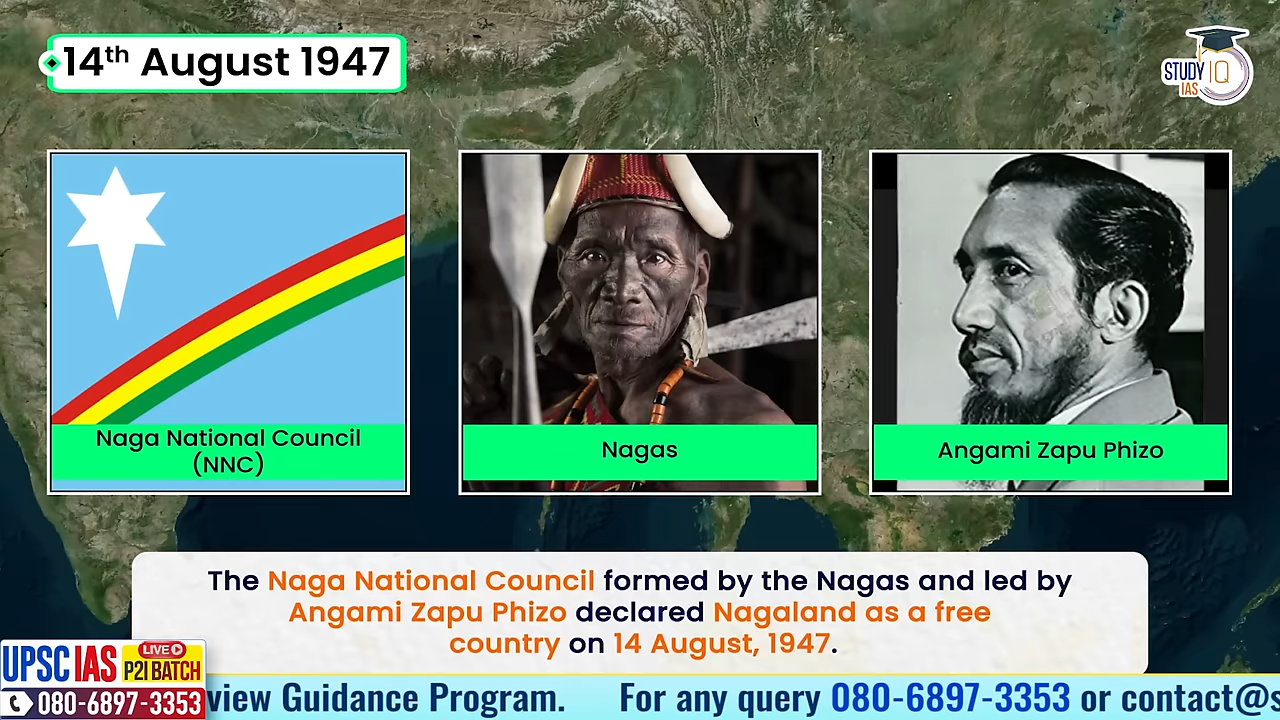 14th August 1947
STUDY IQ
IAS
Naga National Council
(NNC)
Nagas
Angami Zapu Phizo
The Naga National Council formed by the Nagas and led by
Angami Zapu Phizo declared Nagaland as a free
country on 14 August, 1947.
UPSC IAS LIVE
P2I BATCH
080-6897-3353
view Guidance Program. For any query 080-6897-3353 or contact@s